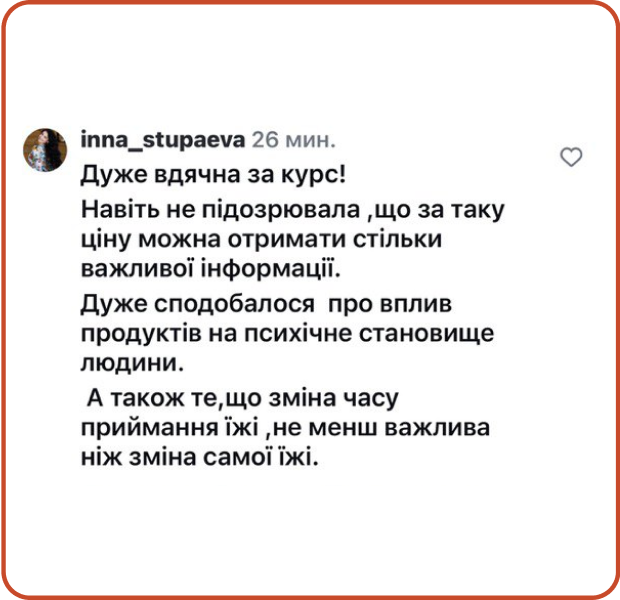 inna_stupaeva 26 мин.
Дуже вдячна за курс!
Навіть не підозрювала ,що за таку
ціну можна отримати стільки
важливої інформації.
Дуже сподобалося  про вплив
продуктів на психічне становище
людини.
А також те,що зміна часу
приймання їжі ,не менш важлива
ніж зміна самої їжі.